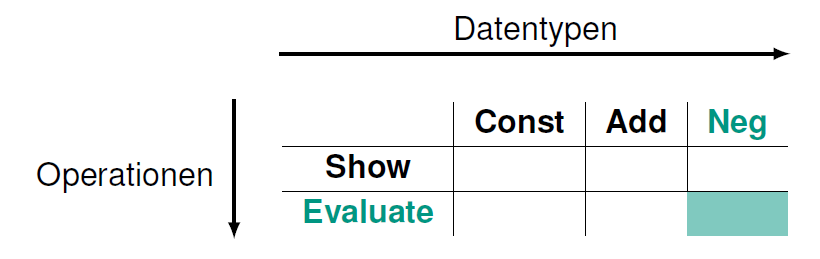 Datentypen
Const Add Neg
Operationen
Show
Evaluate